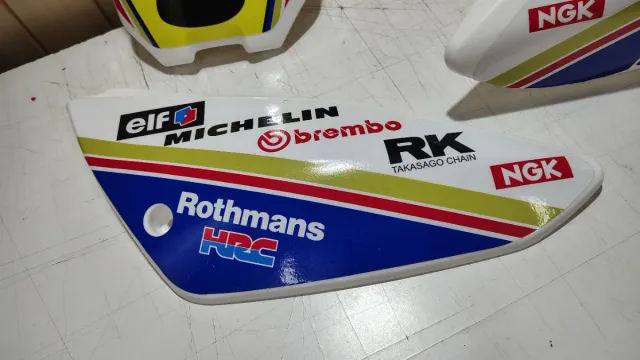 NGK
elf
MICHELIN
brembo
RK
TAKASAGO CHAIN
NGK
Rothmans
HRC